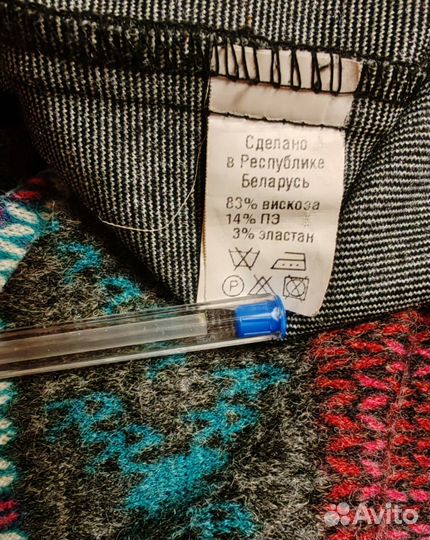 Сделано
в Республике
Беларусь
83% вискоза
14% ПЭ
3% эластан
P
Avito